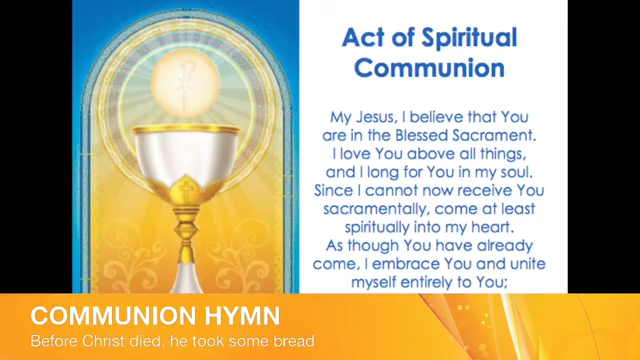 Act of Spiritual
Communion
My Jesus, I believe that You
are in the Blessed Sacrament.
I love You above all things,
and I long for You in my soul.
Since I cannot now receive You
sacramentally, come at least
spiritually into my heart.
As though You have already
come, I embrace You and unite
myself entirely to You;
COMMUNION HYMN
Before Christ died, he took some bread